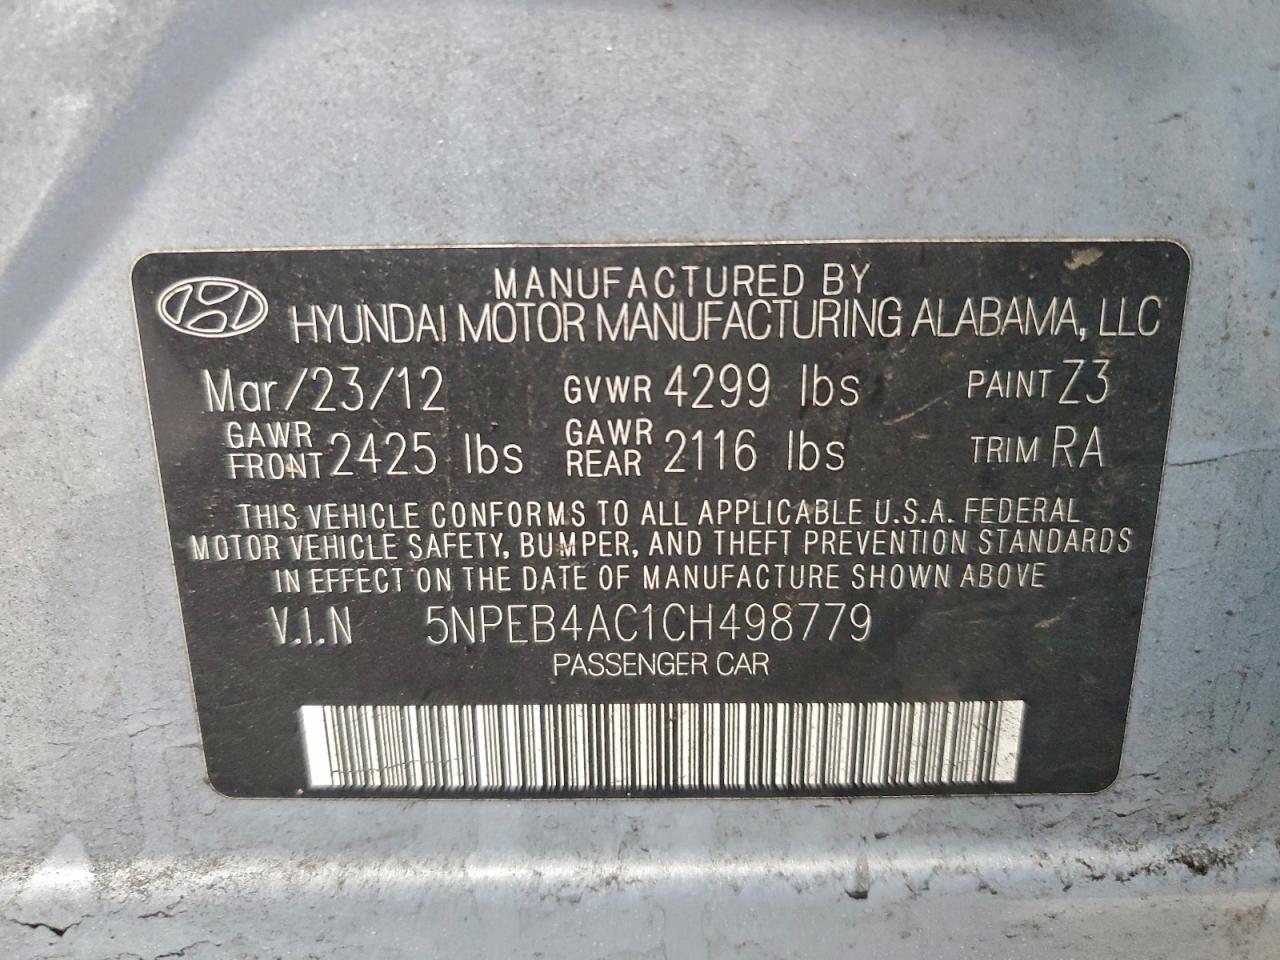 MANUFACTURED BY
HYUNDAI MOTOR MANUFACTURING ALABAMA, LLC
Mar/23/12 GVWR 4299 lbs PAINT Z3
GAWR FRONT 2425 lbs GAWR REAR 2116 lbs TRIM RA
THIS VEHICLE CONFORMS TO ALL APPLICABLE U.S.A. FEDERAL
MOTOR VEHICLE SAFETY, BUMPER, AND THEFT PREVENTION STANDARDS
IN EFFECT ON THE DATE OF MANUFACTURE SHOWN ABOVE
V.I.N 5NPEB4AC1CH498779
PASSENGER CAR